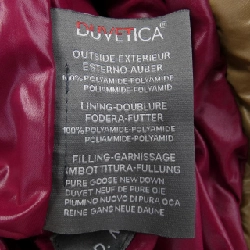 DUVETICA
OUTSIDE-EXTERIEUR
ESTERNO-AUßER
100% POLYAMIDE-POLYAMID
POLIAMMIDE-POLYAMID
LINING-DOUBLURE
FODERA-FUTTER
100% POLYAMIDE-POLYAMID
POLIAMMIDE-POLYAMID
FILLING-GARNISSAGE
IMBOTTITURA-FÜLLUNG
PURE GOOSE NEW DOWN
DUVET NEUF DE PURE OIE
PIUMINO NUOVO DI PURA OCA
REINE GANS NEUE DAUNE